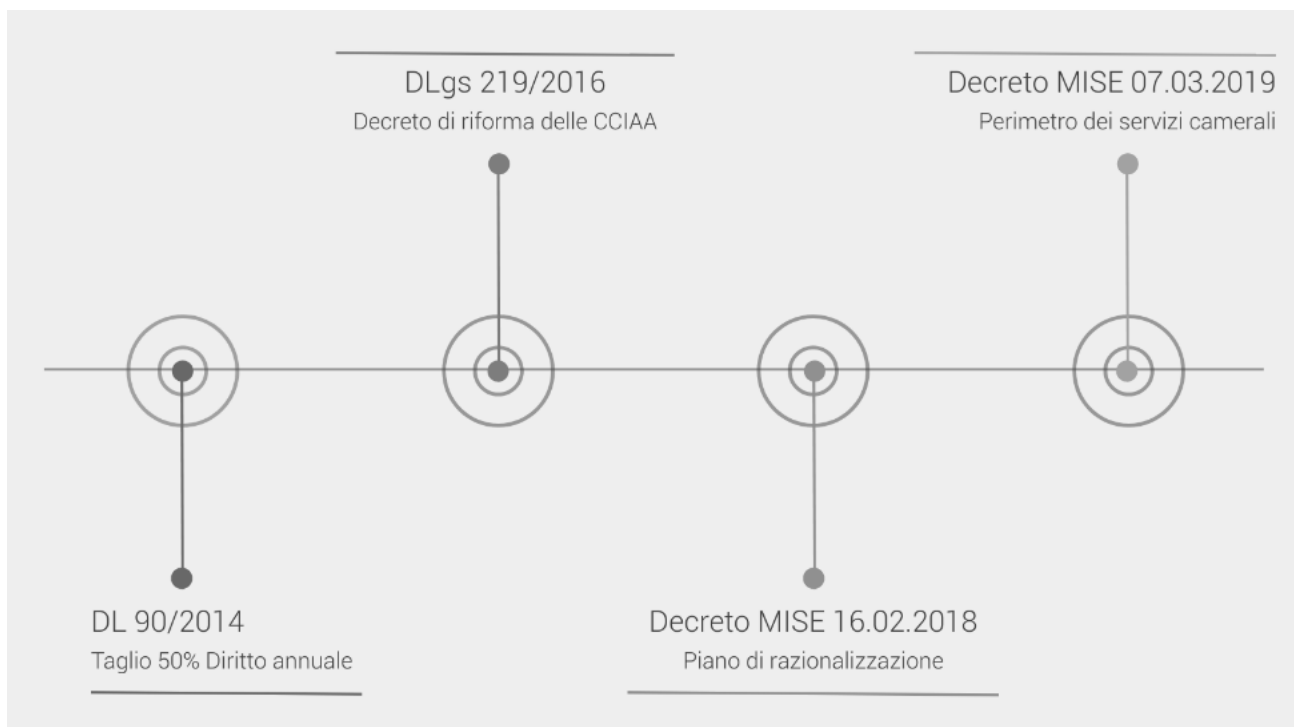 DLgs 219/2016
Decreto di riforma delle CCIAA
Decreto MISE 07.03.2019
Perimetro dei servizi camerali
DL 90/2014
Taglio 50% Diritto annuale
Decreto MISE 16.02.2018
Piano di razionalizzazione